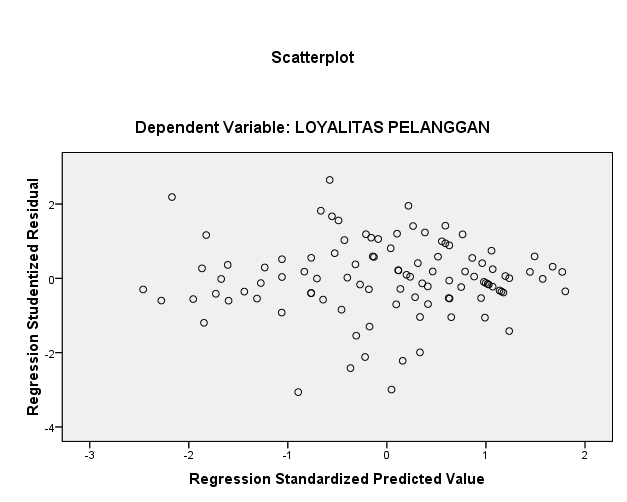 Scatterplot
Dependent Variable: LOYALITAS PELANGGAN
Regression Studentized Residual
2
0
-2
-4
-3
-2
-1
0
1
2
Regression Standardized Predicted Value